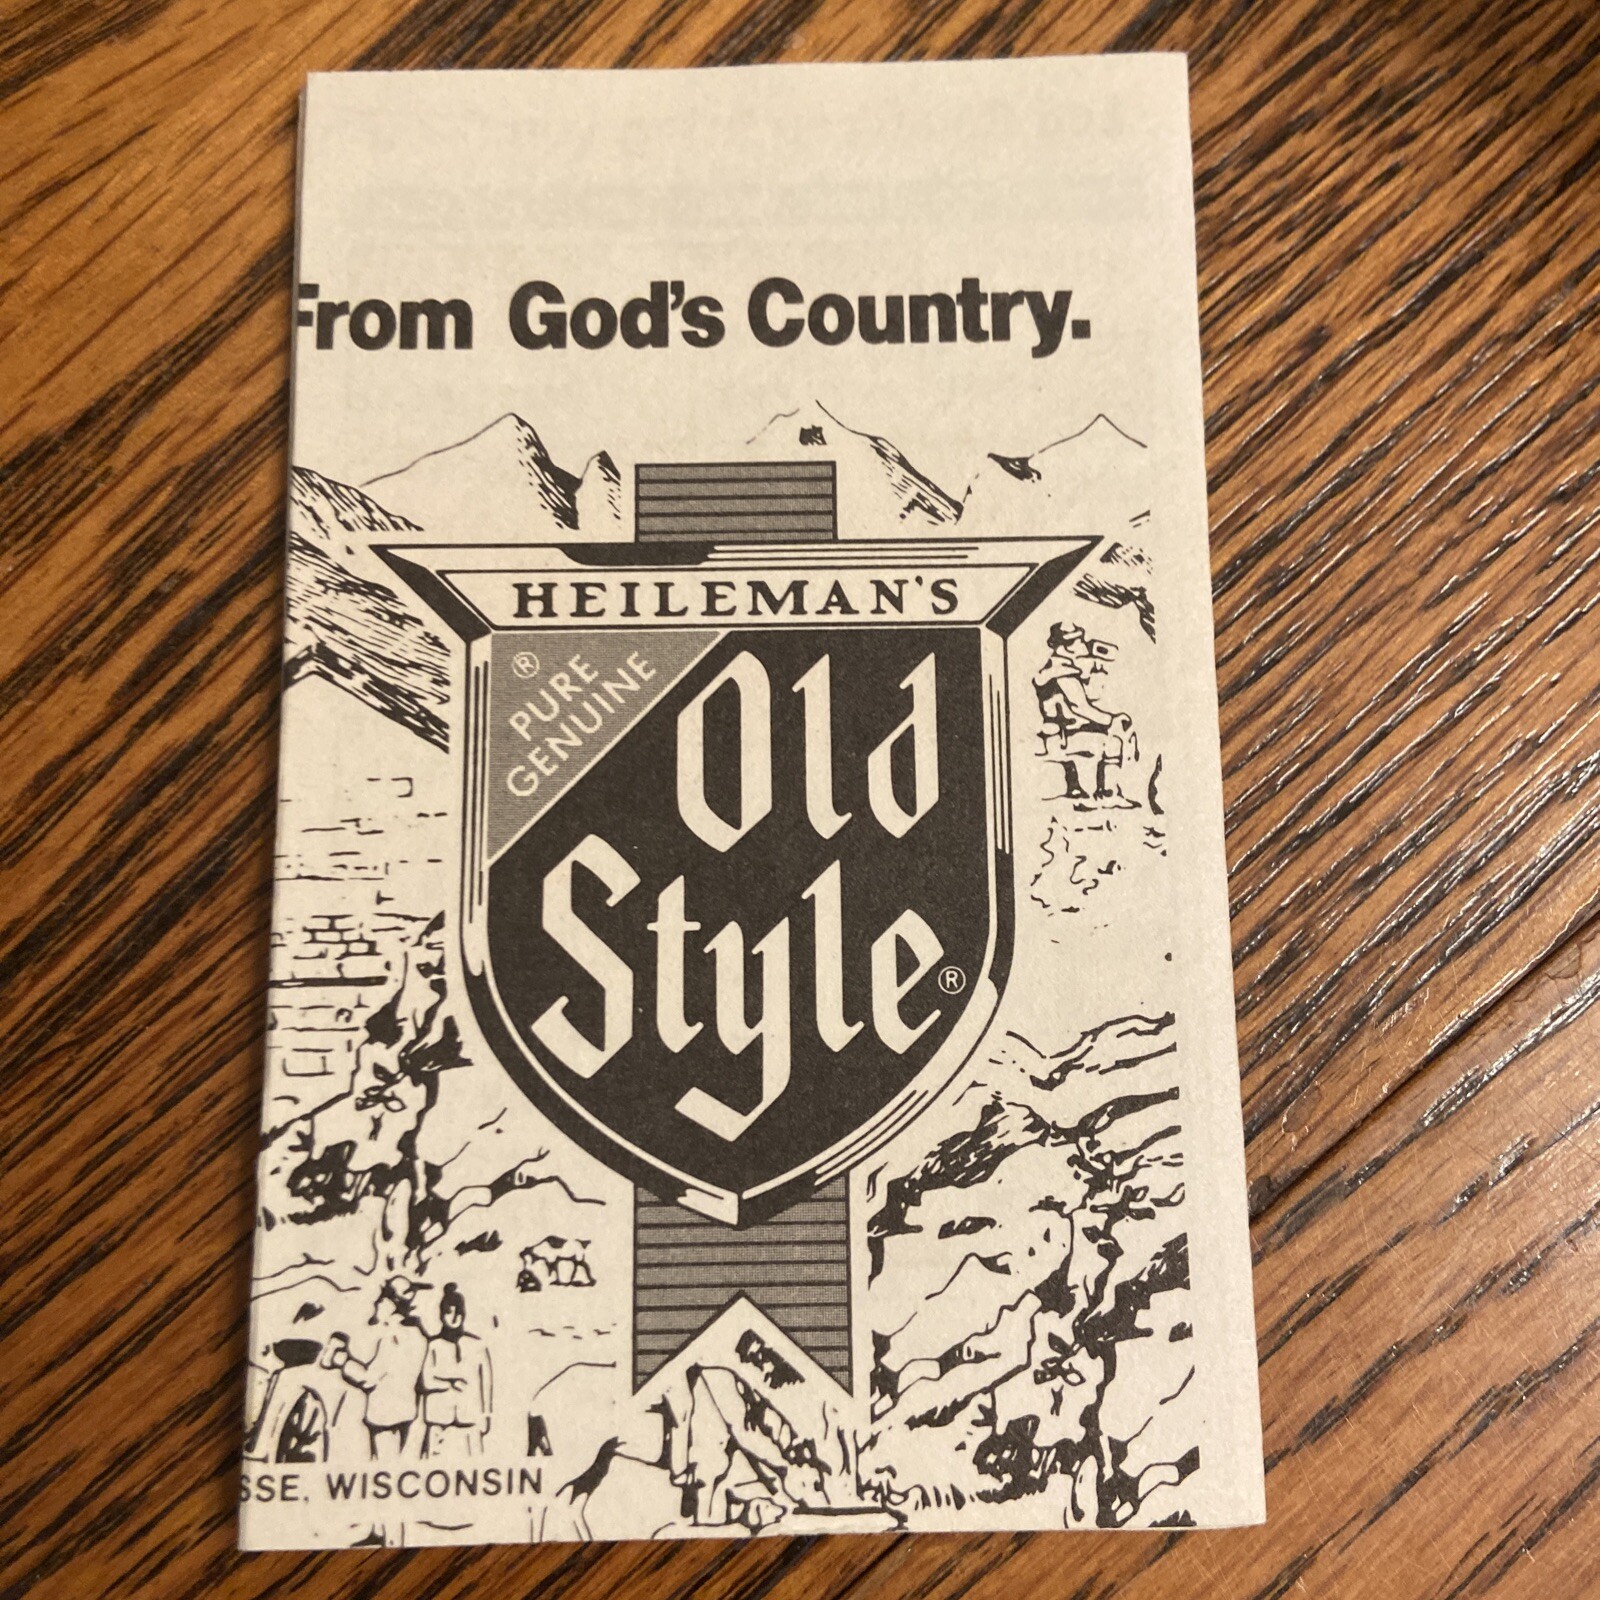 From God's Country.
HEILEMAN'S
®
PURE
GENUINE
Old
Style®
SSE, WISCONSIN